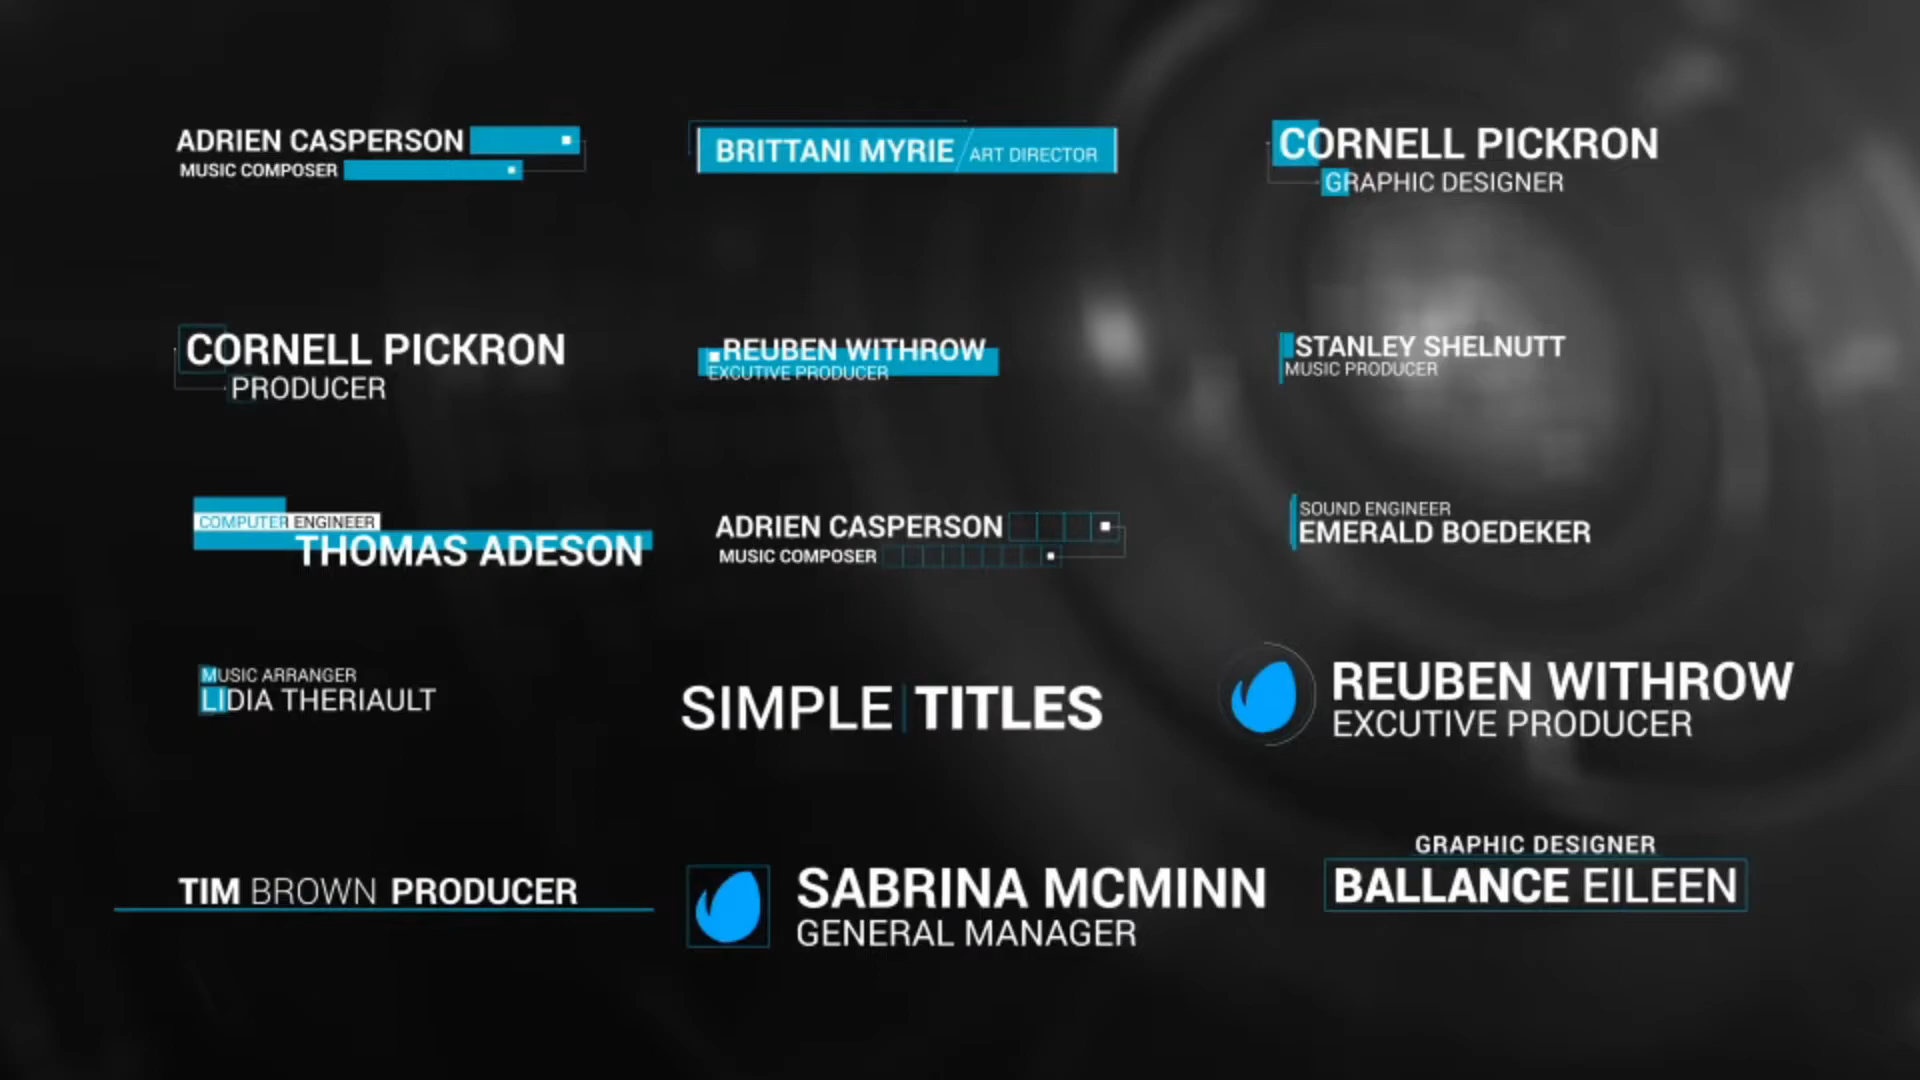 ADRIEN CASPERSON
MUSIC COMPOSER
BRITTANI MYRIE ART DIRECTOR
CORNELL PICKRON
GRAPHIC DESIGNER
CORNELL PICKRON
PRODUCER
REUBEN WITHROW
EXCUTIVE PRODUCER
STANLEY SHELNUTT
MUSIC PRODUCER
COMPUTER ENGINEER
THOMAS ADESON
ADRIEN CASPERSON
MUSIC COMPOSER
SOUND ENGINEER
EMERALD BOEDEKER
MUSIC ARRANGER
LIDIA THERIAULT
SIMPLE TITLES
REUBEN WITHROW
EXCUTIVE PRODUCER
TIM BROWN PRODUCER
SABRINA MCMINN
GENERAL MANAGER
GRAPHIC DESIGNER
BALLANCE EILEEN